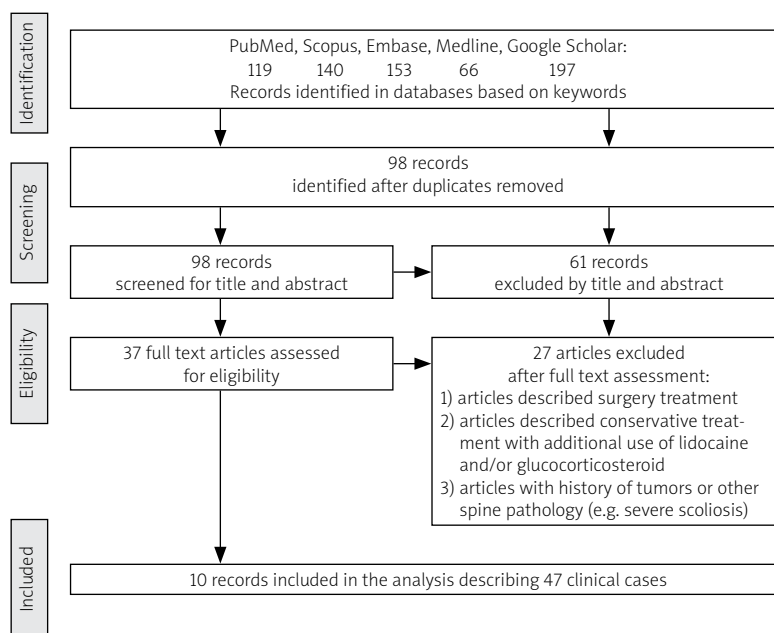 Identification
PubMed, Scopus, Embase, Medline, Google Scholar:
119 140 153 66 197
Records identified in databases based on keywords
Screening
98 records
identified after duplicates removed
98 records
screened for title and abstract
61 records
excluded by title and abstract
Eligibility
37 full text articles assessed
for eligibility
27 articles excluded
after full text assessment:
1) articles described surgery treatment
2) articles described conservative treat-
ment with additional use of lidocaine
and/or glucocorticosteroid
3) articles with history of tumors or other
spine pathology (e.g. severe scoliosis)
Included
10 records included in the analysis describing 47 clinical cases